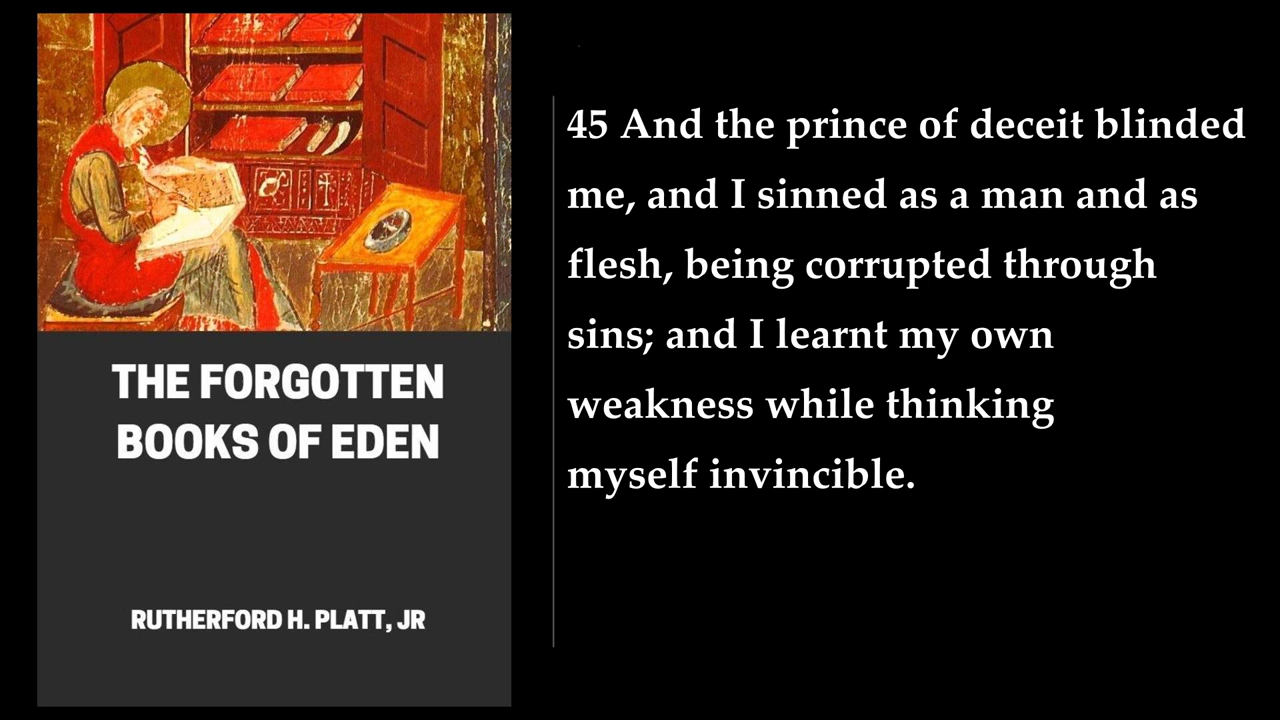 THE FORGOTTEN
BOOKS OF EDEN
RUTHERFORD H. PLATT, JR
45 And the prince of deceit blinded
me, and I sinned as a man and as
flesh, being corrupted through
sins; and I learnt my own
weakness while thinking
myself invincible.